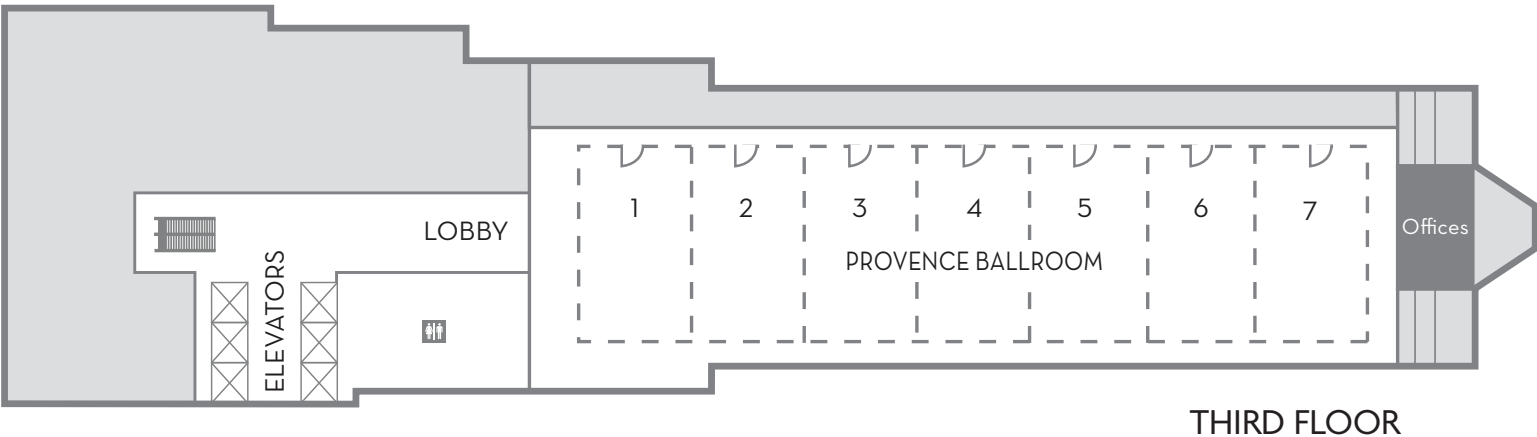 1 2 3 4 5 6 7
LOBBY
Offices
PROVENCE BALLROOM
ELEVATORS
THIRD FLOOR